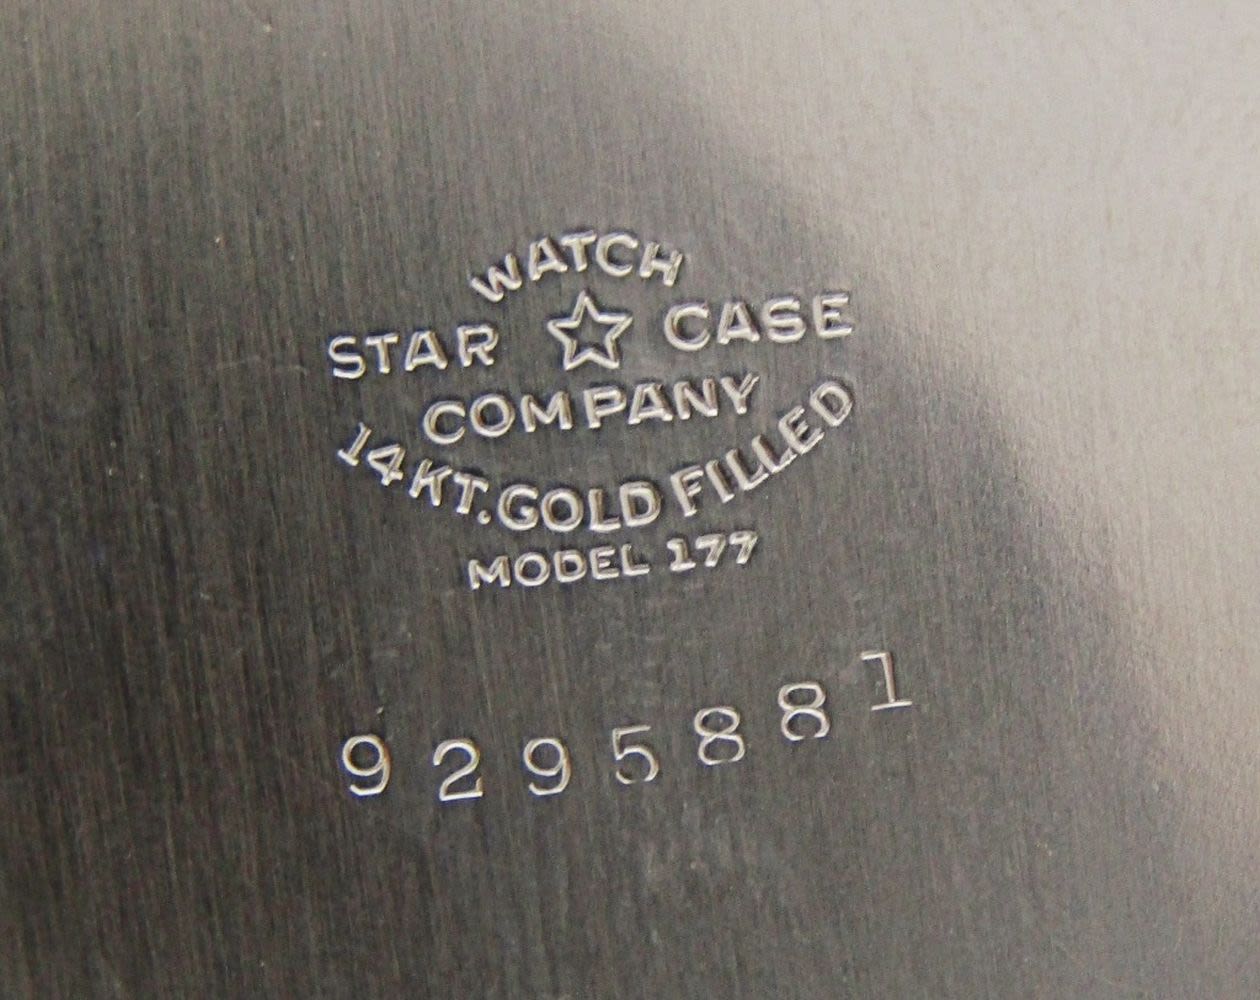 WATCH
STAR CASE
COMPANY
14KT. GOLD FILLED
MODEL 177
9295881